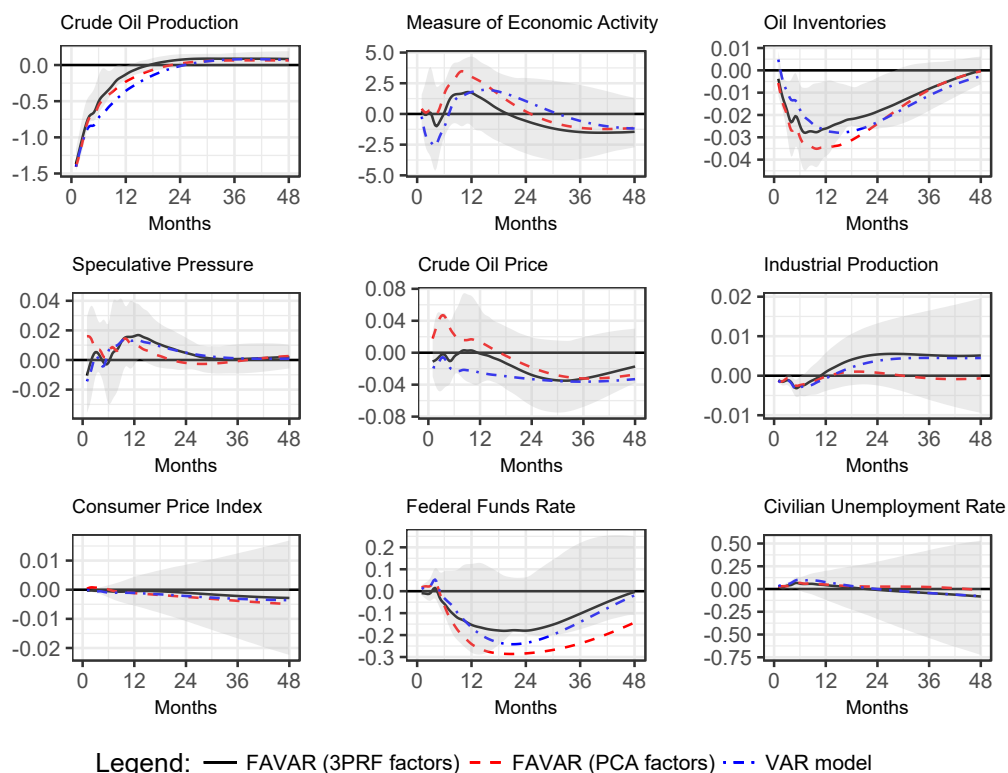 Crude Oil Production
Measure of Economic Activity
Oil Inventories
0.0
-0.5
-1.0
-1.5
5.0
2.5
0.0
-2.5
-5.0
0.01
0.00
-0.01
-0.03
-0.04
0 12 24 36 48
0 12 24 36 48
0 12 24 36 48
Months
Months
Months
Speculative Pressure
Crude Oil Price
Industrial Production
0.04
0.02
0.00
-0.02
0.08
0.04
0.00
-0.04
-0.08
0.02
0.01
0.00
-0.01
0 12 24 36 48
0 12 24 36 48
0 12 24 36 48
Months
Months
Months
Consumer Price Index
Federal Funds Rate
Civilian Unemployment Rate
0.01
0.00
-0.01
-0.02
0.2
0.1
0.0
-0.1
-0.2
-0.3
0.50
0.25
0.00
-0.25
-0.50
-0.75
0 12 24 36 48
0 12 24 36 48
0 12 24 36 48
Months
Months
Months
Legend: FAVAR (3PRF factors) FAVAR (PCA factors) VAR model